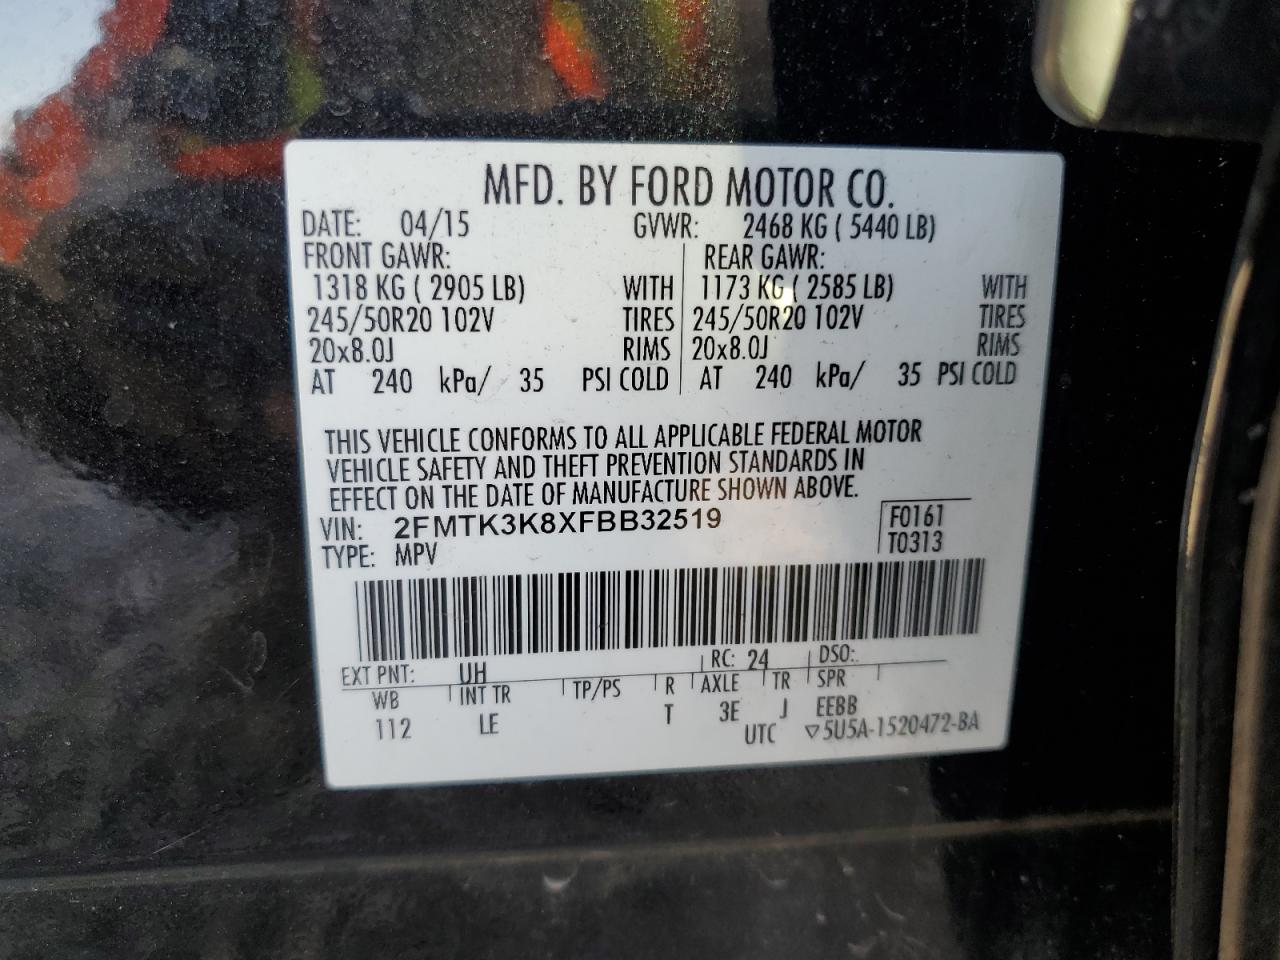 MFD. BY FORD MOTOR CO.
DATE: 04/15 GVWR: 2468 KG ( 5440 LB)
FRONT GAWR: REAR GAWR:
1318 KG ( 2905 LB) WITH 1173 KG ( 2585 LB) WITH
245/50R20 102V TIRES 245/50R20 102V TIRES
20x8.0J RIMS 20x8.0J RIMS
AT 240 kPa/ 35 PSI COLD AT 240 kPa/ 35 PSI COLD
THIS VEHICLE CONFORMS TO ALL APPLICABLE FEDERAL MOTOR
VEHICLE SAFETY AND THEFT PREVENTION STANDARDS IN
EFFECT ON THE DATE OF MANUFACTURE SHOWN ABOVE.
VIN: 2FMTK3K8XFBB32519 F0161
TYPE: MPV T0313
EXT PNT: UH RC: 24 DSO:
WB INT TR TP/PS R AXLE TR SPR
112 LE T 3E J EEBB
UTC ▽5U5A-1520472-BA